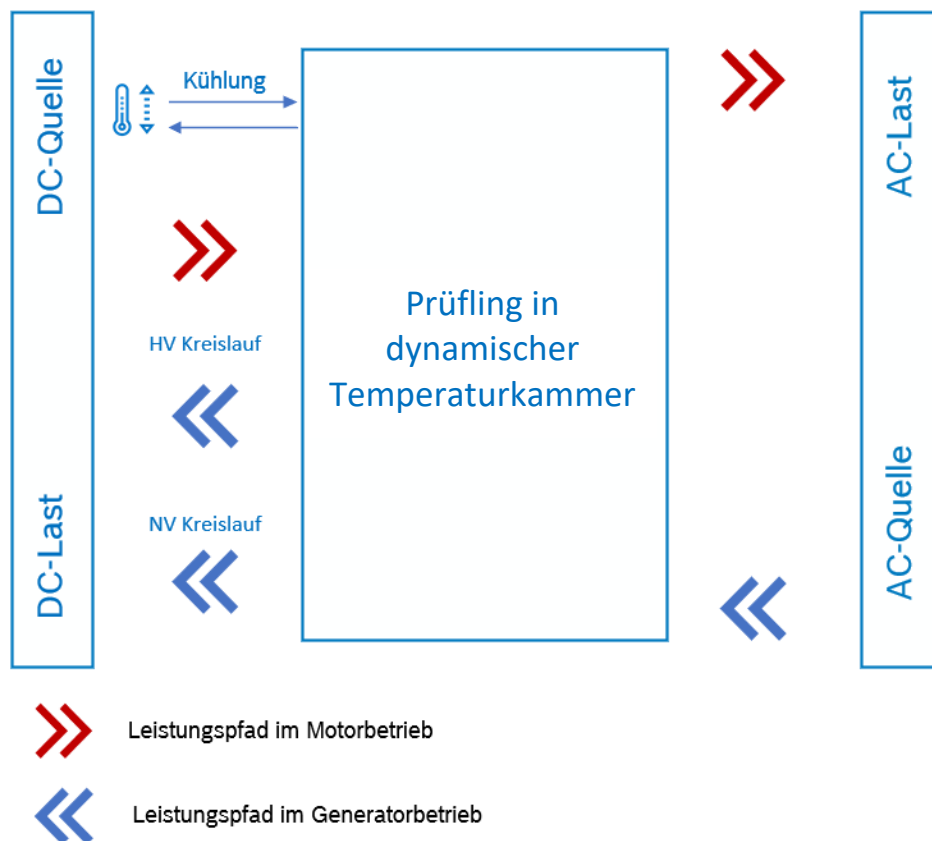 DC-Quelle
Kühlung
AC-Last
Prüfling in
dynamischer
Temperaturkammer
HV Kreislauf
NV Kreislauf
DC-Last
AC-Quelle
Leistungspfad im Motorbetrieb
Leistungspfad im Generatorbetrieb